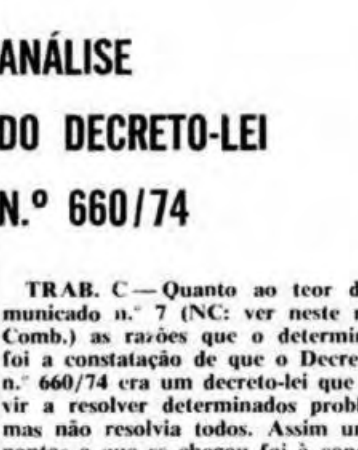 ANÁLISE
DO DECRETO-LEI
N.º 660/74
TRAB. C — Quanto ao teor d
municado n.º 7 (NC: ver neste
Comb.) as razões que o determi
foi a constatação de que o Decre
n.º 660/74 era um decreto-lei que
vir a resolver determinados probl
mas não resolvia todos. Assim u